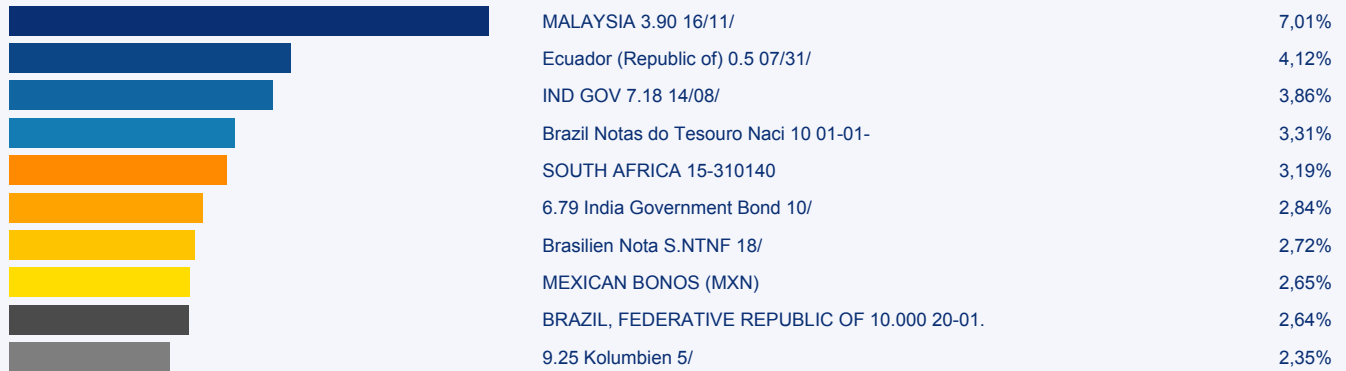 MALAYSIA 3.90 16/11/ 7,01%
Ecuador (Republic of) 0.5 07/31/ 4,12%
IND GOV 7.18 14/08/ 3,86%
Brazil Notas do Tesouro Naci 10 01-01- 3,31%
SOUTH AFRICA 15-310140 3,19%
6.79 India Government Bond 10/ 2,84%
Brasilien Nota S.NTNF 18/ 2,72%
MEXICAN BONOS (MXN) 2,65%
BRAZIL, FEDERATIVE REPUBLIC OF 10.000 20-01. 2,64%
9.25 Kolumbien 5/ 2,35%